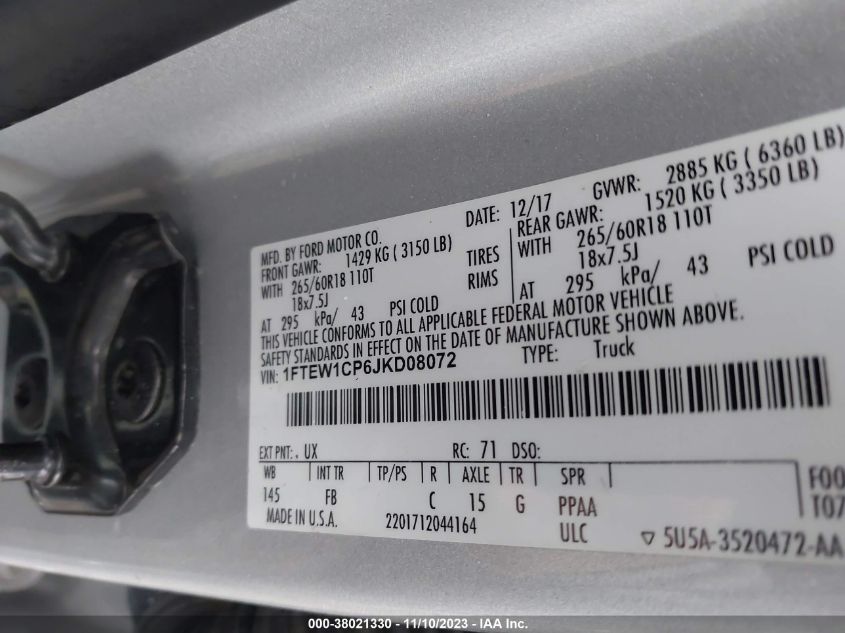 MFD. BY FORD MOTOR CO.
DATE: 12/17
GVWR: 2885 KG ( 6360 LB)
FRONT GAWR: 1429 KG ( 3150 LB)
REAR GAWR: 1520 KG ( 3350 LB)
WITH 265/60R18 110T TIRES
WITH 265/60R18 110T
18x7.5J RIMS
18x7.5J
AT 295 kPa/ 43 PSI COLD
AT 295 kPa/ 43 PSI COLD
THIS VEHICLE CONFORMS TO ALL APPLICABLE FEDERAL MOTOR VEHICLE
SAFETY STANDARDS IN EFFECT ON THE DATE OF MANUFACTURE SHOWN ABOVE.
VIN: 1FTEW1CP6JKD08072
TYPE: Truck
EXT PNT: . UX RC: 71 DSO:
WB INT TR TP/PS R AXLE TR SPR
145 FB C 15 G PPAA
F00
T07
MADE IN U.S.A. 2201712044164 ULC
▽ 5U5A-3520472-AA
000-38021330 - 11/10/2023 - IAA Inc.